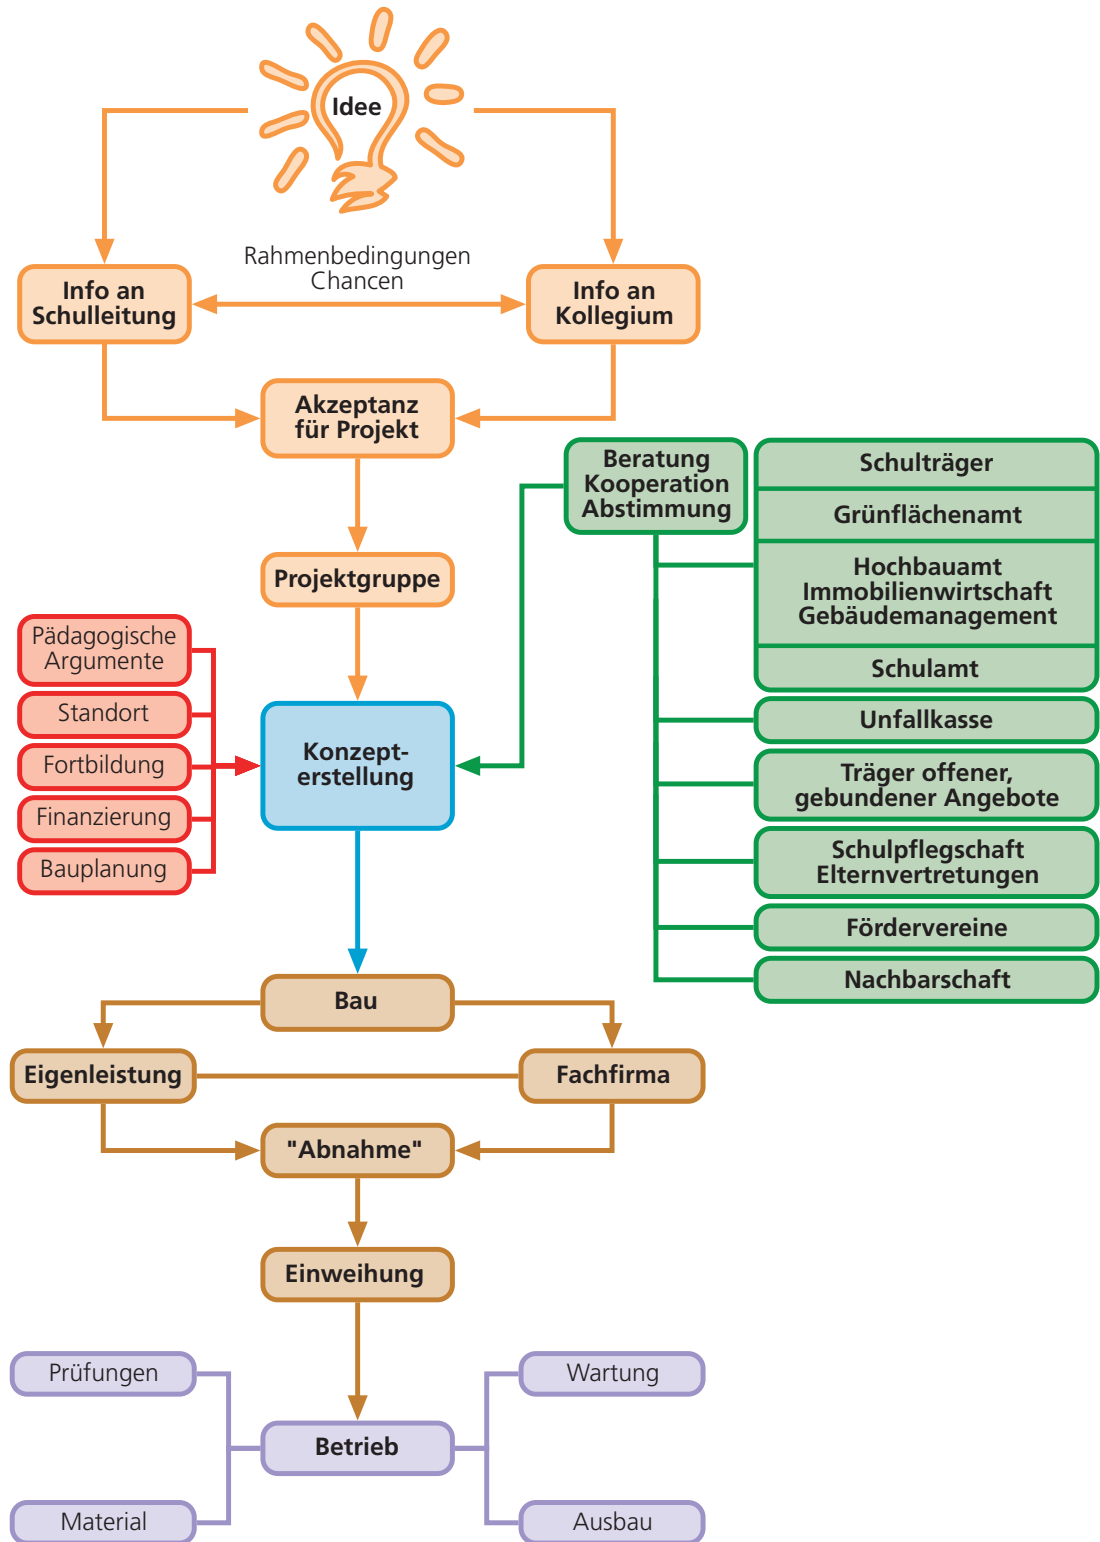 Idee
Rahmenbedingungen
Chancen
Info an
Schulleitung
Info an
Kollegium
Akzeptanz
für Projekt
Beratung
Kooperation
Abstimmung
Schulträger
Grünflächenamt
Hochbauamt
Immobilienwirtschaft
Gebäudemanagement
Schulamt
Unfallkasse
Träger offener,
gebundener Angebote
Schulpflegschaft
Elternvertretungen
Fördervereine
Nachbarschaft
Projektgruppe
Pädagogische
Argumente
Standort
Fortbildung
Finanzierung
Bauplanung
Konzept-
erstellung
Bau
Eigenleistung
Fachfirma
"Abnahme"
Einweihung
Prüfungen
Wartung
Betrieb
Material
Ausbau